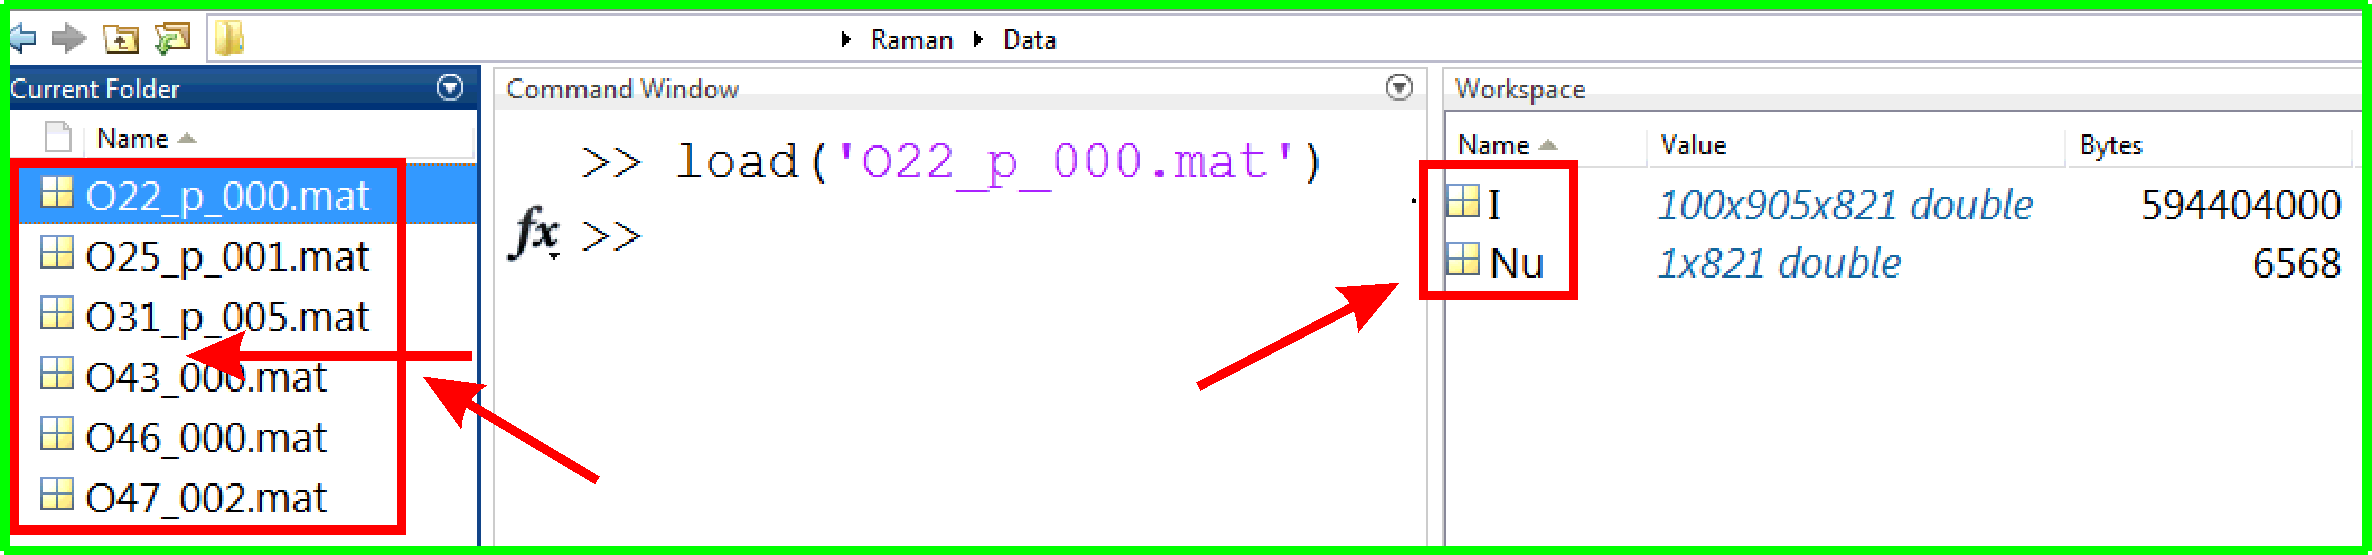 Raman Data
Current Folder
Name
O22_p_000.mat
O25_p_001.mat
O31_p_005.mat
O43_000.mat
O46_000.mat
O47_002.mat
Command Window
>> load('O22_p_000.mat')
fx >>
Workspace
Name Value Bytes
I 100x905x821 double 594404000
Nu 1x821 double 6568